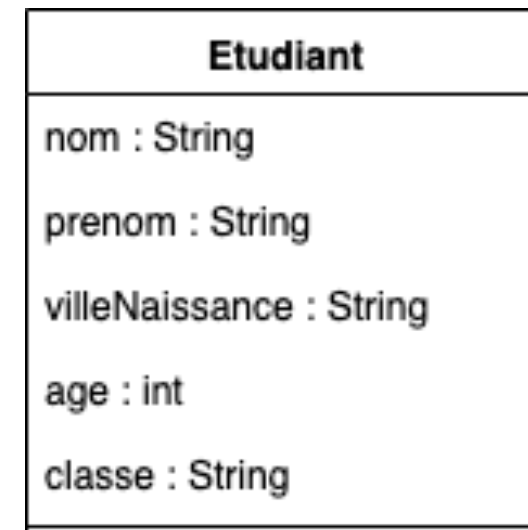 Etudiant
nom : String
prenom : String
villeNaissance : String
age : int
classe : String